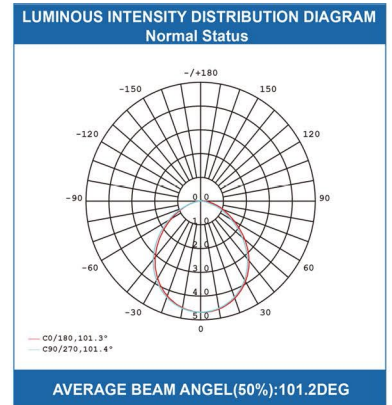 LUMINOUS INTENSITY DISTRIBUTION DIAGRAM
Normal Status
-/+180
-150 150
-120 120
-90 90
-60 60
-30 30
0
0 0
1 0
2 0
3 0
4 0
5 0
C0/180,101.3°
C90/270,101.4°
AVERAGE BEAM ANGEL(50%):101.2DEG